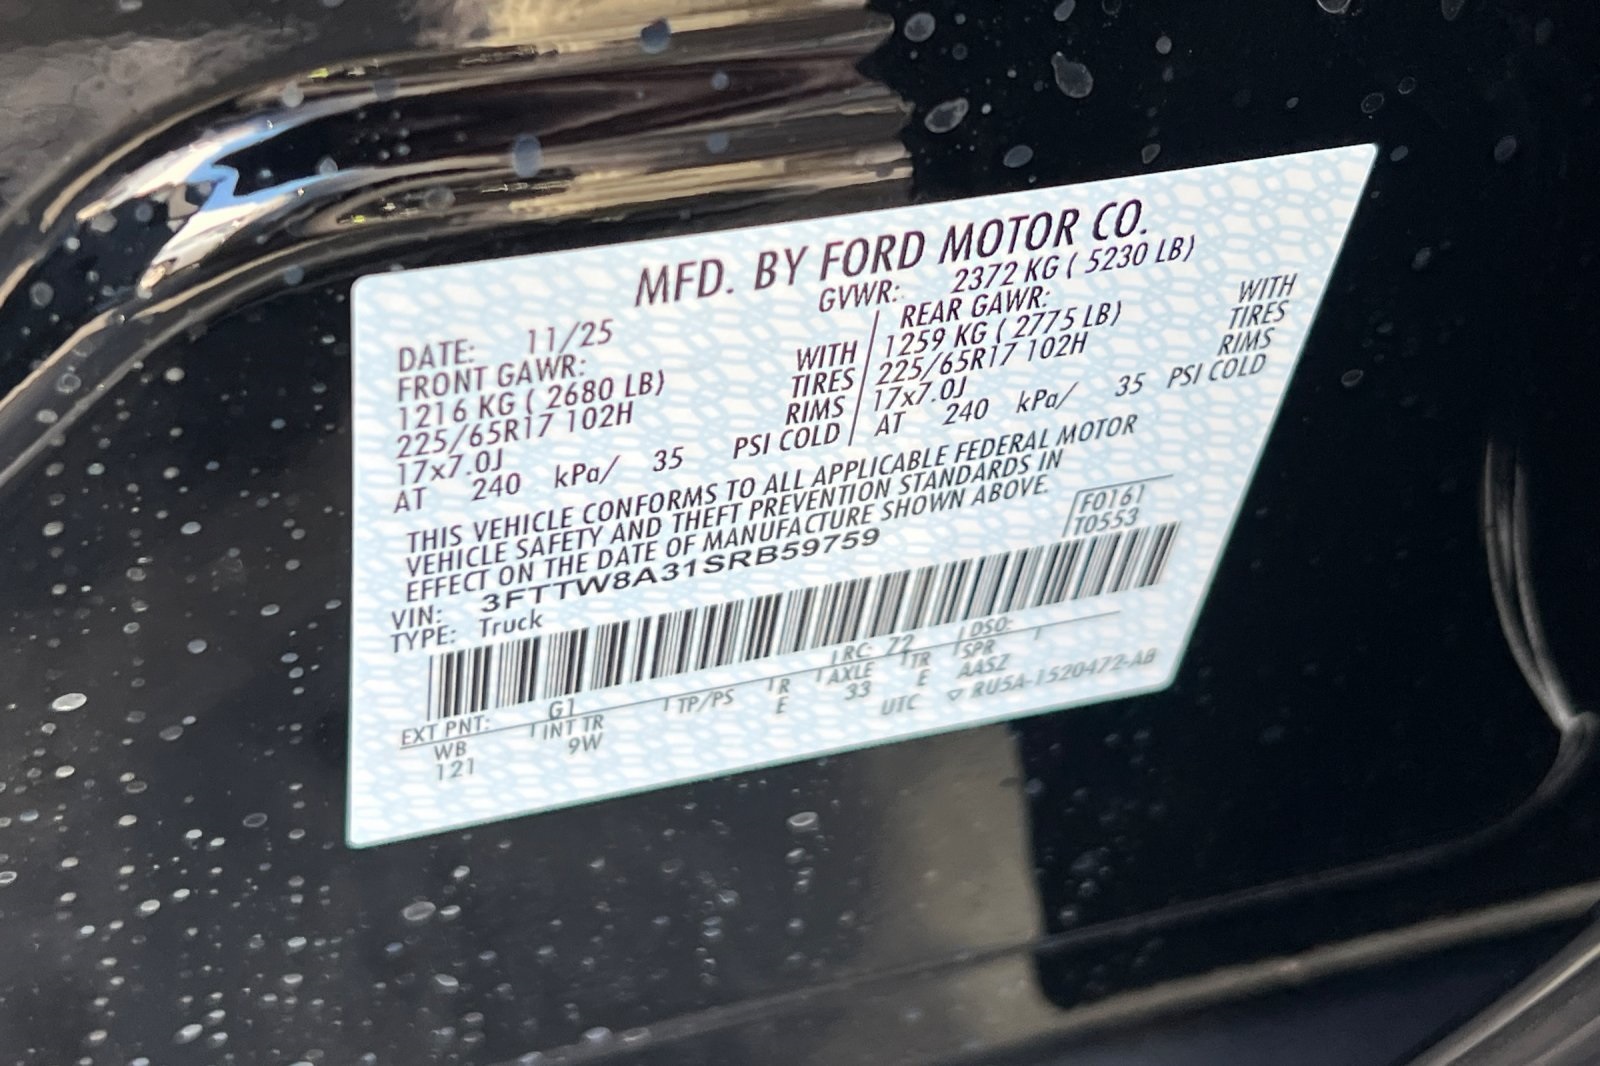 MFD. BY FORD MOTOR CO.
DATE: 11/25
GVWR: 2372 KG ( 5230 LB)
FRONT GAWR:
1216 KG ( 2680 LB) WITH
225/65R17 102H TIRES
17x7.0J RIMS
AT 240 kPa/ 35 PSI COLD
REAR GAWR:
1259 KG ( 2775 LB) WITH
225/65R17 102H TIRES
17x7.0J RIMS
AT 240 kPa/ 35 PSI COLD
THIS VEHICLE CONFORMS TO ALL APPLICABLE FEDERAL MOTOR
VEHICLE SAFETY AND THEFT PREVENTION STANDARDS IN
EFFECT ON THE DATE OF MANUFACTURE SHOWN ABOVE.
VIN: 3FTTW8A31SRB59759
TYPE: Truck
F0161
T0553
EXT PNT: G1 RC: 72 DSO:
WB INT TR TP/PS R AXLE TR SPR
121 9W E 33 E AASZ
UTC ▽ RU5A-1520472-AB